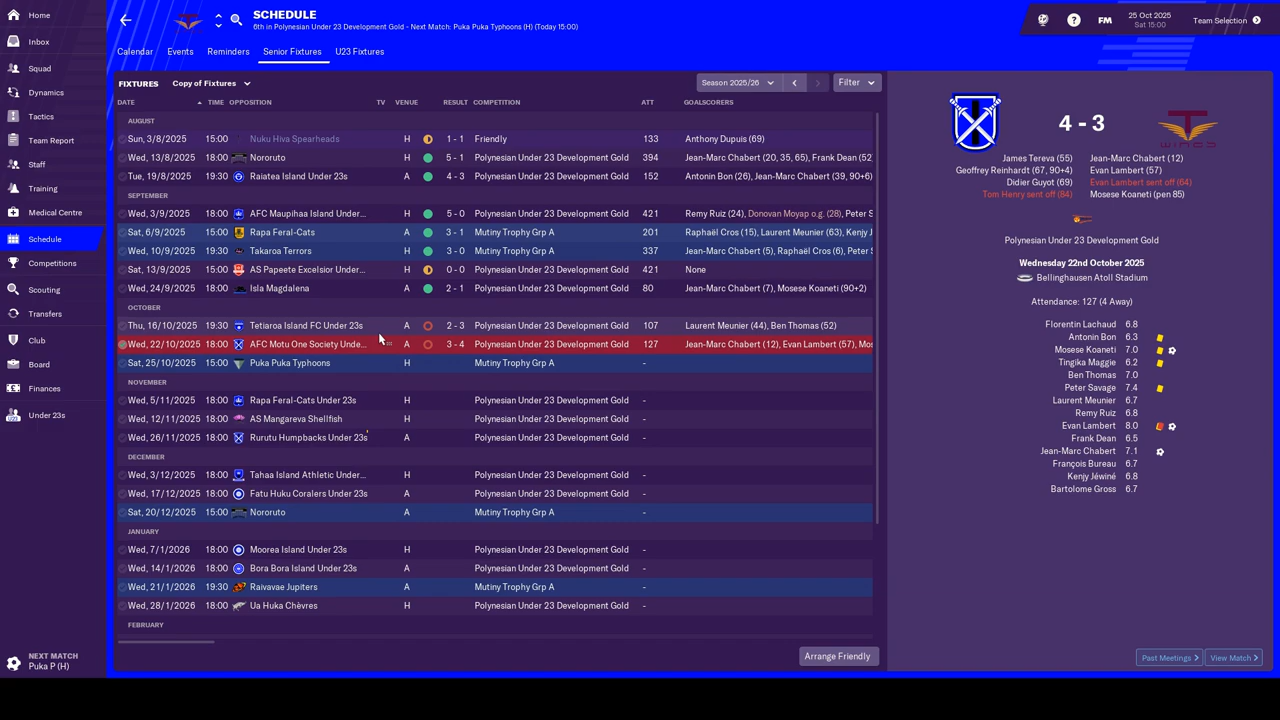 Home
Inbox
Squad
Dynamics
Tactics
Team Report
Staff
Training
Medical Centre
Schedule
Competitions
Scouting
Transfers
Club
Board
Finances
Under 23s
NEXT MATCH
Puka P (H)
SCHEDULE
6th in Polynesian Under 23 Development Gold - Next Match: Puka Puka Typhoons (H) (Today 15:00)
FM
25 Oct 2025
Sat 15:00
Team Selection
Calendar Events Reminders Senior Fixtures U23 Fixtures
FIXTURES Copy of Fixtures Season 2025/26 Filter
DATE TIME OPPOSITION TV VENUE RESULT COMPETITION ATT GOALSCORERS
AUGUST
Sun, 3/8/2025 15:00 Nuku Hiva Spearheads H 1 - 1 Friendly 133 Anthony Dupuis (69)
Wed, 13/8/2025 18:00 Nororuto H 5 - 1 Polynesian Under 23 Development Gold 394 Jean-Marc Chabert (20, 35, 65), Frank Dean (52
Tue, 19/8/2025 19:30 Raiatea Island Under 23s A 4 - 3 Polynesian Under 23 Development Gold 152 Antonin Bon (26), Jean-Marc Chabert (39, 90+6)
SEPTEMBER
Wed, 3/9/2025 18:00 AFC Maupihaa Island Under... H 5 - 0 Polynesian Under 23 Development Gold 421 Remy Ruiz (24), Donovan Moyap o.g. (28), Peter S
Sat, 6/9/2025 15:00 Rapa Feral-Cats A 3 - 1 Mutiny Trophy Grp A 201 Raphaël Cros (15), Laurent Meunier (63), Kenjy J
Wed, 10/9/2025 19:30 Takaroa Terrors H 3 - 0 Mutiny Trophy Grp A 337 Jean-Marc Chabert (5), Raphaël Cros (6), Peter S
Sat, 13/9/2025 15:00 AS Papeete Excelsior Under... H 0 - 0 Polynesian Under 23 Development Gold 421 None
Wed, 24/9/2025 18:00 Isla Magdalena A 2 - 1 Polynesian Under 23 Development Gold 80 Jean-Marc Chabert (7), Mosese Koaneti (90+2)
OCTOBER
Thu, 16/10/2025 19:30 Tetiaroa Island FC Under 23s A 2 - 3 Polynesian Under 23 Development Gold 107 Laurent Meunier (44), Ben Thomas (52)
Wed, 22/10/2025 18:00 AFC Motu One Society Unde... A 3 - 4 Polynesian Under 23 Development Gold 127 Jean-Marc Chabert (12), Evan Lambert (57), Mos
Sat, 25/10/2025 15:00 Puka Puka Typhoons H Mutiny Trophy Grp A -
NOVEMBER
Wed, 5/11/2025 18:00 Rapa Feral-Cats Under 23s H Polynesian Under 23 Development Gold -
Wed, 12/11/2025 18:00 AS Mangareva Shellfish H Polynesian Under 23 Development Gold -
Wed, 26/11/2025 18:00 Rurutu Humpbacks Under 23s A Polynesian Under 23 Development Gold -
DECEMBER
Wed, 3/12/2025 18:00 Tahaa Island Athletic Under... H Polynesian Under 23 Development Gold -
Wed, 17/12/2025 18:00 Fatu Huku Coralers Under 23s A Polynesian Under 23 Development Gold -
Sat, 20/12/2025 15:00 Nororuto A Mutiny Trophy Grp A -
JANUARY
Wed, 7/1/2026 18:00 Moorea Island Under 23s H Polynesian Under 23 Development Gold -
Wed, 14/1/2026 18:00 Bora Bora Island Under 23s A Polynesian Under 23 Development Gold -
Wed, 21/1/2026 19:30 Raivavae Jupiters A Mutiny Trophy Grp A -
Wed, 28/1/2026 18:00 Ua Huka Chèvres H Polynesian Under 23 Development Gold -
FEBRUARY
Arrange Friendly
4 - 3
WINGS
James Tereva (55) Jean-Marc Chabert (12)
Geoffrey Reinhardt (67, 90+4) Evan Lambert (57)
Didier Guyot (69) Evan Lambert sent off (64)
Tom Henry sent off (84) Mosese Koaneti (pen 85)
Polynesian Under 23 Development Gold
Wednesday 22nd October 2025
Bellinghausen Atoll Stadium
Attendance: 127 (4 Away)
Florentin Lachaud 6.8
Antonin Bon 6.3
Mosese Koaneti 7.0
Tingika Maggie 6.2
Ben Thomas 7.0
Peter Savage 7.4
Laurent Meunier 6.7
Remy Ruiz 6.8
Evan Lambert 8.0
Frank Dean 6.5
Jean-Marc Chabert 7.1
François Bureau 6.7
Kenjy Jéwiné 6.8
Bartolome Gross 6.7
Past Meetings View Match